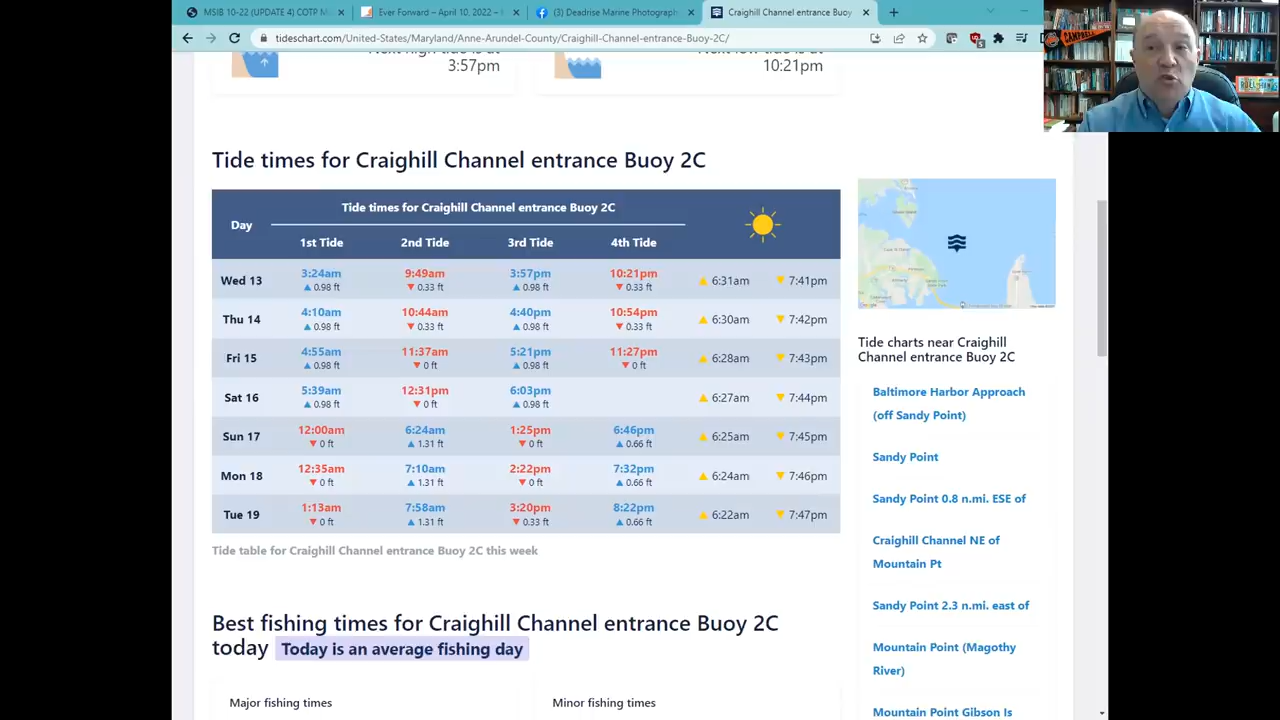 MSIB 10-22 (UPDATE 4) COTP M
Ever Forward – April 10, 2022 –
(3) Deadrise Marine Photograph
Craighill Channel entrance Buoy
tideschart.com/United-States/Maryland/Anne-Arundel-County/Craighill-Channel-entrance-Buoy-2C/
CAMPBELL
Next high tide is at
3:57pm
Next low tide is at
10:21pm
Tide times for Craighill Channel entrance Buoy 2C
Day
Tide times for Craighill Channel entrance Buoy 2C
1st Tide 2nd Tide 3rd Tide 4th Tide
Wed 13 3:24am 9:49am 3:57pm 10:21pm ▲ 6:31am ▼ 7:41pm
▲ 0.98 ft ▼ 0.33 ft ▲ 0.98 ft ▼ 0.33 ft
Thu 14 4:10am 10:44am 4:40pm 10:54pm ▲ 6:30am ▼ 7:42pm
▲ 0.98 ft ▼ 0.33 ft ▲ 0.98 ft ▼ 0.33 ft
Fri 15 4:55am 11:37am 5:21pm 11:27pm ▲ 6:28am ▼ 7:43pm
▲ 0.98 ft ▼ 0 ft ▲ 0.98 ft ▼ 0 ft
Sat 16 5:39am 12:31pm 6:03pm ▲ 6:27am ▼ 7:44pm
▲ 0.98 ft ▼ 0 ft ▲ 0.98 ft
Sun 17 12:00am 6:24am 1:25pm 6:46pm ▲ 6:25am ▼ 7:45pm
▼ 0 ft ▲ 1.31 ft ▼ 0 ft ▲ 0.66 ft
Mon 18 12:35am 7:10am 2:22pm 7:32pm ▲ 6:24am ▼ 7:46pm
▼ 0 ft ▲ 1.31 ft ▼ 0 ft ▲ 0.66 ft
Tue 19 1:13am 7:58am 3:20pm 8:22pm ▲ 6:22am ▼ 7:47pm
▼ 0 ft ▲ 1.31 ft ▼ 0.33 ft ▲ 0.66 ft
Tide table for Craighill Channel entrance Buoy 2C this week
Best fishing times for Craighill Channel entrance Buoy 2C
today Today is an average fishing day
Major fishing times
Minor fishing times
Tide charts near Craighill
Channel entrance Buoy 2C
Baltimore Harbor Approach
(off Sandy Point)
Sandy Point
Sandy Point 0.8 n.mi. ESE of
Craighill Channel NE of
Mountain Pt
Sandy Point 2.3 n.mi. east of
Mountain Point (Magothy
River)
Mountain Point Gibson Is